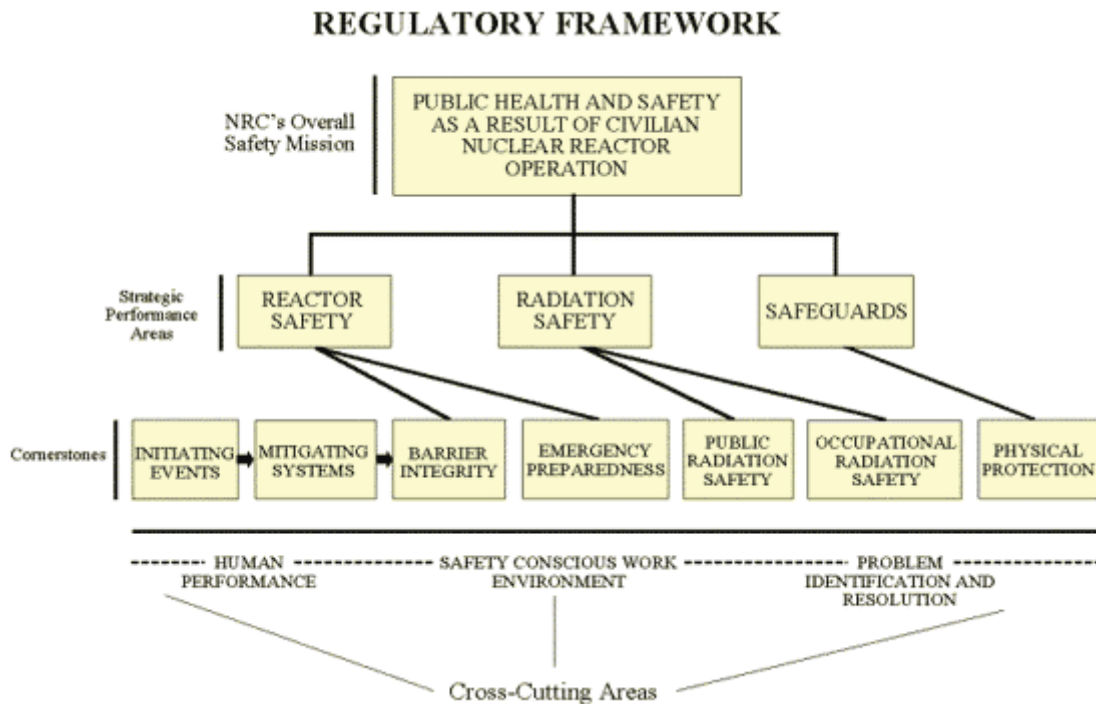 REGULATORY FRAMEWORK
NRC's Overall
Safety Mission
PUBLIC HEALTH AND SAFETY
AS A RESULT OF CIVILIAN
NUCLEAR REACTOR
OPERATION
Strategic
Performance
Areas
REACTOR
SAFETY
RADIATION
SAFETY
SAFEGUARDS
Cornerstones
INITIATING
EVENTS
MITIGATING
SYSTEMS
BARRIER
INTEGRITY
EMERGENCY
PREPAREDNESS
PUBLIC
RADIATION
SAFETY
OCCUPATIONAL
RADIATION
SAFETY
PHYSICAL
PROTECTION
HUMAN
PERFORMANCE
SAFETY CONSCIOUS WORK
ENVIRONMENT
PROBLEM
IDENTIFICATION AND
RESOLUTION
Cross-Cutting Areas